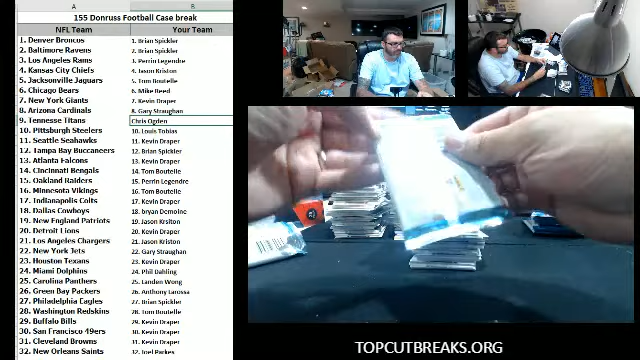 A B
155 Donruss Football Case break
NFL Team Your Team
1. Denver Broncos 1. Brian Spickler
2. Baltimore Ravens 2. Brian Spickler
3. Los Angeles Rams 3. Perrin Legendre
4. Kansas City Chiefs 4. Jason Kriston
5. Jacksonville Jaguars 5. Tom Boutelle
6. Chicago Bears 6. Mike Reed
7. New York Giants 7. Kevin Draper
8. Arizona Cardinals 8. Gary Straughan
9. Tennesse Titans Chris Ogden
10. Pittsburgh Steelers 10. Louis Tobias
11. Seattle Seahawks 11. Kevin Draper
12. Tampa Bay Buccaneers 12. Brian Spickler
13. Atlanta Falcons 13. Kevin Draper
14. Cincinnati Bengals 14. Tom Boutelle
15. Oakland Raiders 15. Perrin Legendre
16. Minnesota Vikings 16. Tom Boutelle
17. Indianapolis Colts 17. Kevin Draper
18. Dallas Cowboys 18. bryan Demoine
19. New England Patriots 19. Jason Kriston
20. Detroit Lions 20. Kevin Draper
21. Los Angeles Chargers 21. Jason Kriston
22. New York Jets 22. Gary Straughan
23. Houston Texans 23. Kevin Draper
24. Miami Dolphins 24. Phil Dahling
25. Carolina Panthers 25. Landen Wong
26. Green Bay Packers 26. Anthony Larossa
27. Philadelphia Eagles 27. Brian Spickler
28. Washington Redskins 28. Tom Boutelle
29. Buffalo Bills 29. Kevin Draper
30. San Francisco 49ers 30. Kevin Draper
31. Cleveland Browns 31. Kevin Draper
32. New Orleans Saints 32. Joel Parkes
TOPCUTBREAKS.ORG